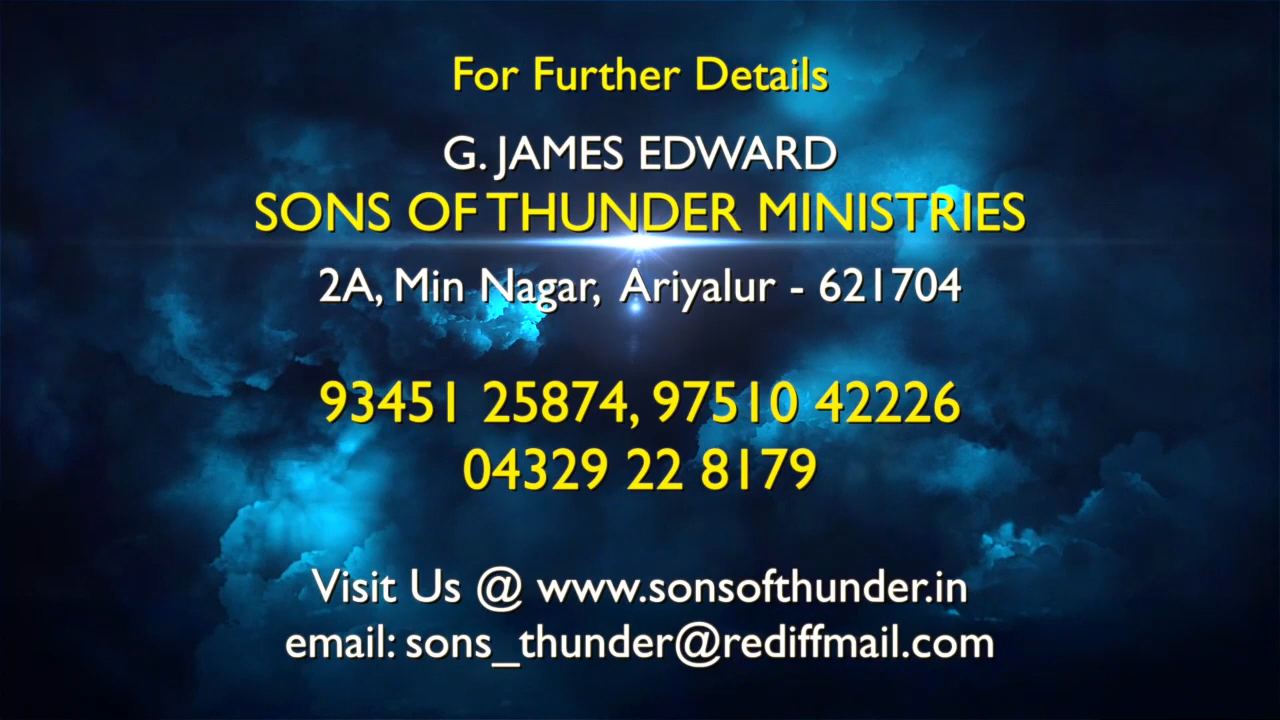 For Further Details
G. JAMES EDWARD
SONS OF THUNDER MINISTRIES
2A, Min Nagar, Ariyalur - 621704
93451 25874, 97510 42226
04329 22 8179
Visit Us @ www.sonsofthunder.in
email: sons_thunder@rediffmail.com